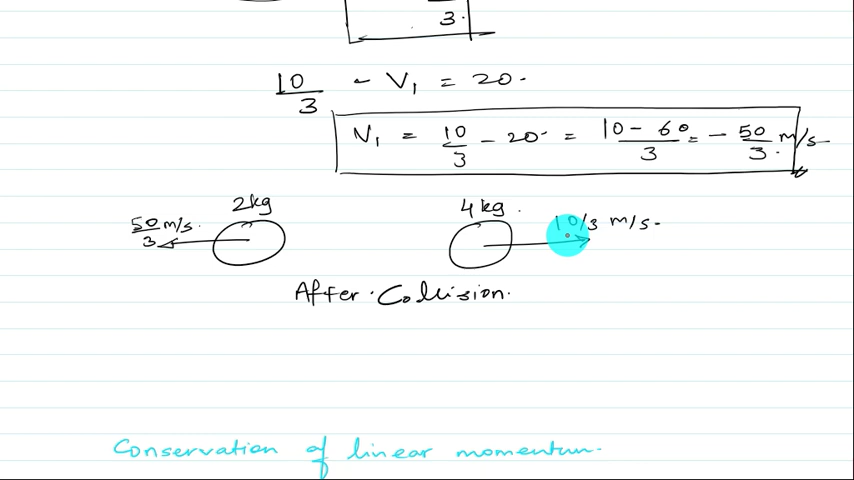 3.
10/3 - V₁ = 20.
V₁ = 10/3 - 20 = 10 - 60/3 = - 50/3 m/s
2kg 4kg.
50/3 m/s. 10/3 m/s.
After Collision.
Conservation of linear momentum.